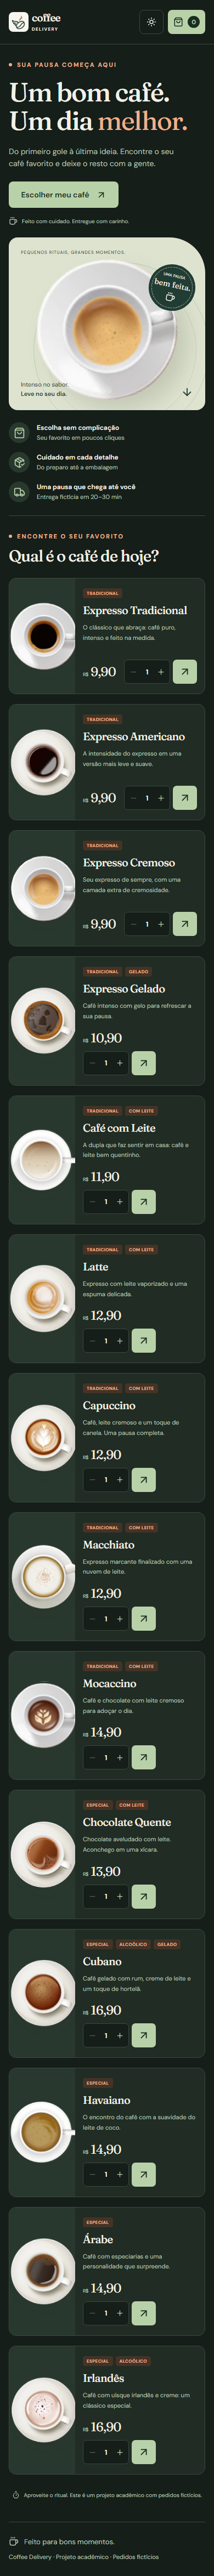 coffee
DELIVERY
0
SUA PAUSA COMEÇA AQUI
Um bom café.
Um dia melhor.
Do primeiro gole à última ideia. Encontre o seu
café favorito e deixe o resto com a gente.
Escolher meu café
Feito com cuidado. Entregue com carinho.
PEQUENOS RITUAIS. GRANDES MOMENTOS.
UMA PAUSA
bem feita.
Intenso no sabor.
Leve no seu dia.
Escolha sem complicação
Seu favorito em poucos cliques
Cuidado em cada detalhe
Do preparo até a embalagem
Uma pausa que chega até você
Entrega fictícia em 20–30 min
ENCONTRE O SEU FAVORITO
Qual é o café de hoje?
TRADICIONAL
Expresso Tradicional
O clássico que abraça: café puro,
intenso e feito na medida.
R$ 9,90 − 1 +
TRADICIONAL
Expresso Americano
A intensidade do expresso em uma
versão mais leve e suave.
R$ 9,90 − 1 +
TRADICIONAL
Expresso Cremoso
Seu expresso de sempre, com uma
camada extra de cremosidade.
R$ 9,90 − 1 +
TRADICIONAL GELADO
Expresso Gelado
Café intenso com gelo para refrescar a
sua pausa.
R$ 10,90
− 1 +
TRADICIONAL COM LEITE
Café com Leite
A dupla que faz sentir em casa: café e
leite bem quentinho.
R$ 11,90
− 1 +
TRADICIONAL COM LEITE
Latte
Expresso com leite vaporizado e uma
espuma delicada.
R$ 12,90
− 1 +
TRADICIONAL COM LEITE
Capuccino
Café, leite cremoso e um toque de
canela. Uma pausa completa.
R$ 12,90
− 1 +
TRADICIONAL COM LEITE
Macchiato
Expresso marcante finalizado com uma
nuvem de leite.
R$ 12,90
− 1 +
TRADICIONAL COM LEITE
Mocaccino
Café e chocolate com leite cremoso
para adoçar o dia.
R$ 14,90
− 1 +
ESPECIAL COM LEITE
Chocolate Quente
Chocolate aveludado com leite.
Aconchego em uma xícara.
R$ 13,90
− 1 +
ESPECIAL ALCOÓLICO GELADO
Cubano
Café gelado com rum, creme de leite e
um toque de hortelã.
R$ 16,90
− 1 +
ESPECIAL
Havaiano
O encontro do café com a suavidade do
leite de coco.
R$ 14,90
− 1 +
ESPECIAL
Árabe
Café com especiarias e uma
personalidade que surpreende.
R$ 14,90
− 1 +
ESPECIAL ALCOÓLICO
Irlandês
Café com uísque irlandês e creme: um
clássico especial.
R$ 16,90
− 1 +
Aproveite o ritual. Este é um projeto acadêmico com pedidos fictícios.
Feito para bons momentos.
Coffee Delivery · Projeto acadêmico · Pedidos fictícios